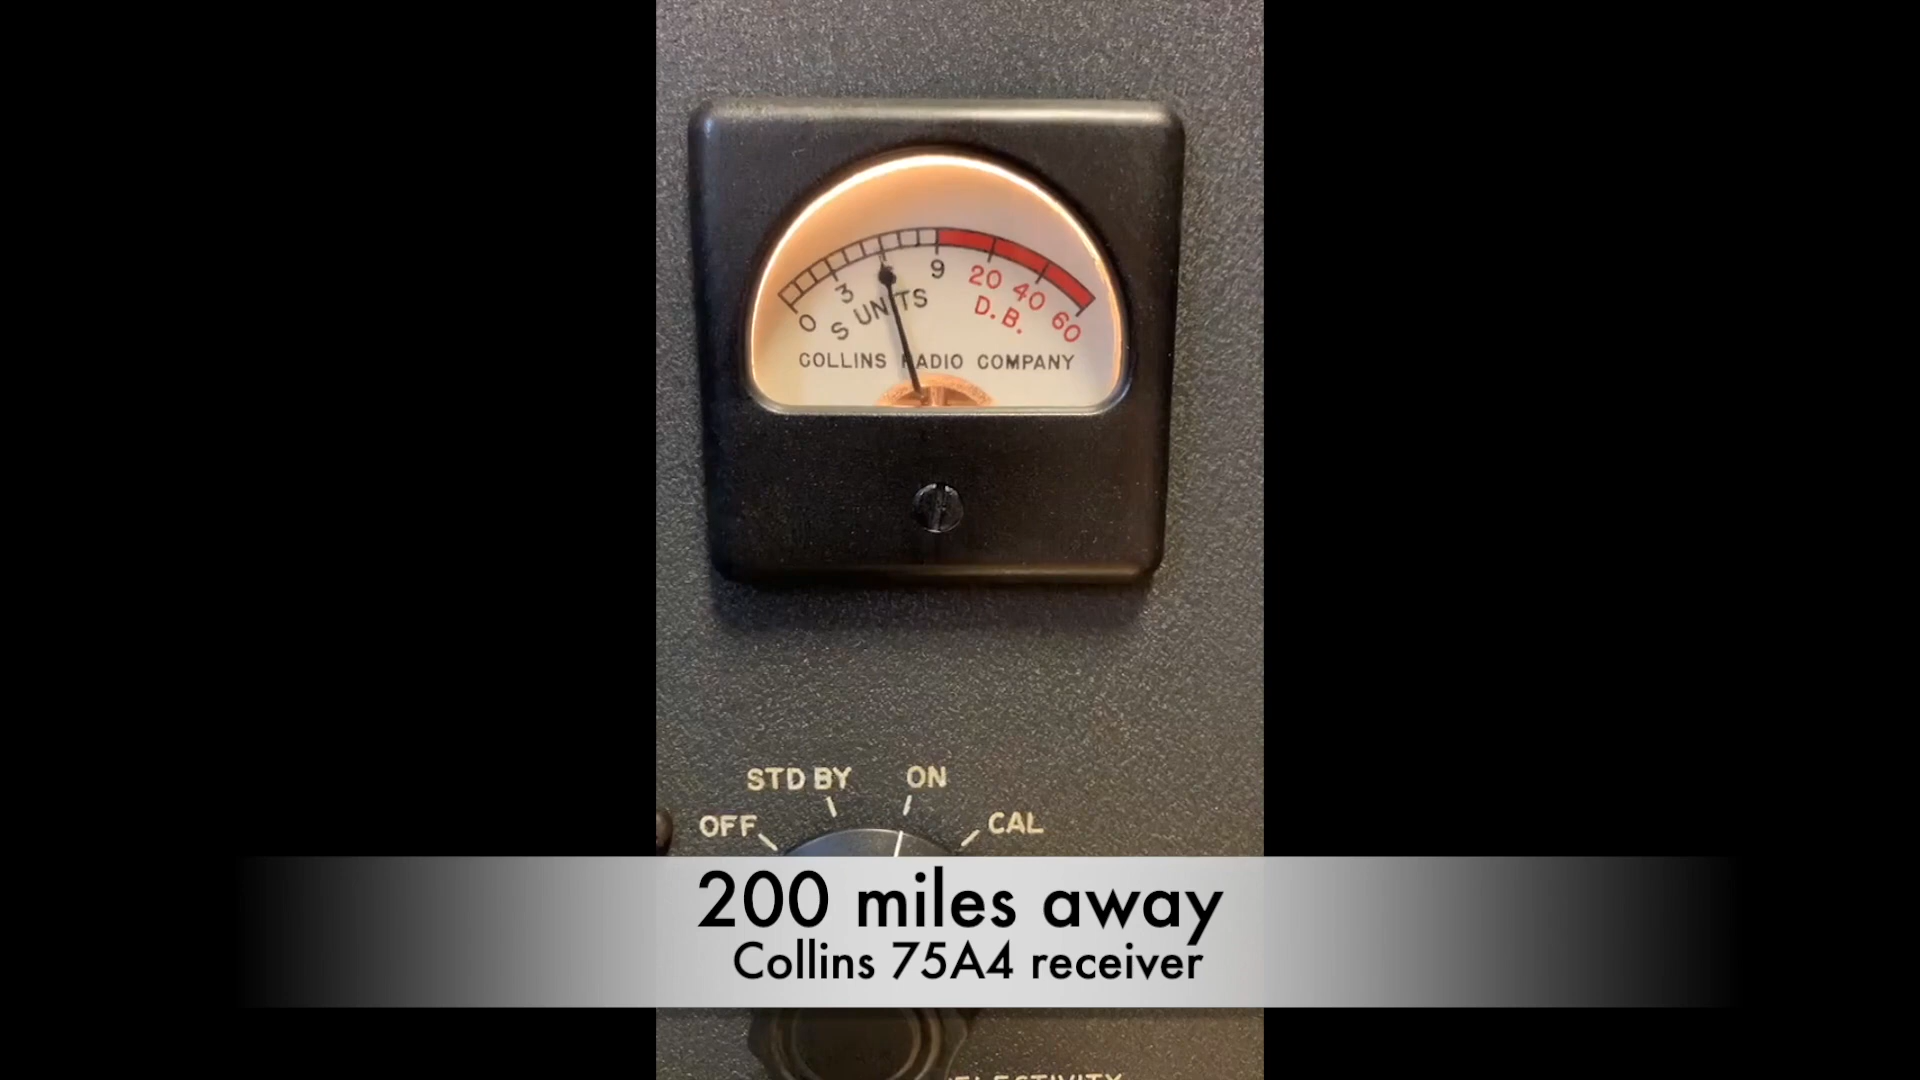 0 3 6 9 20 40 60
S UNITS D.B.
COLLINS RADIO COMPANY
STD BY ON
OFF CAL
200 miles away
Collins 75A4 receiver